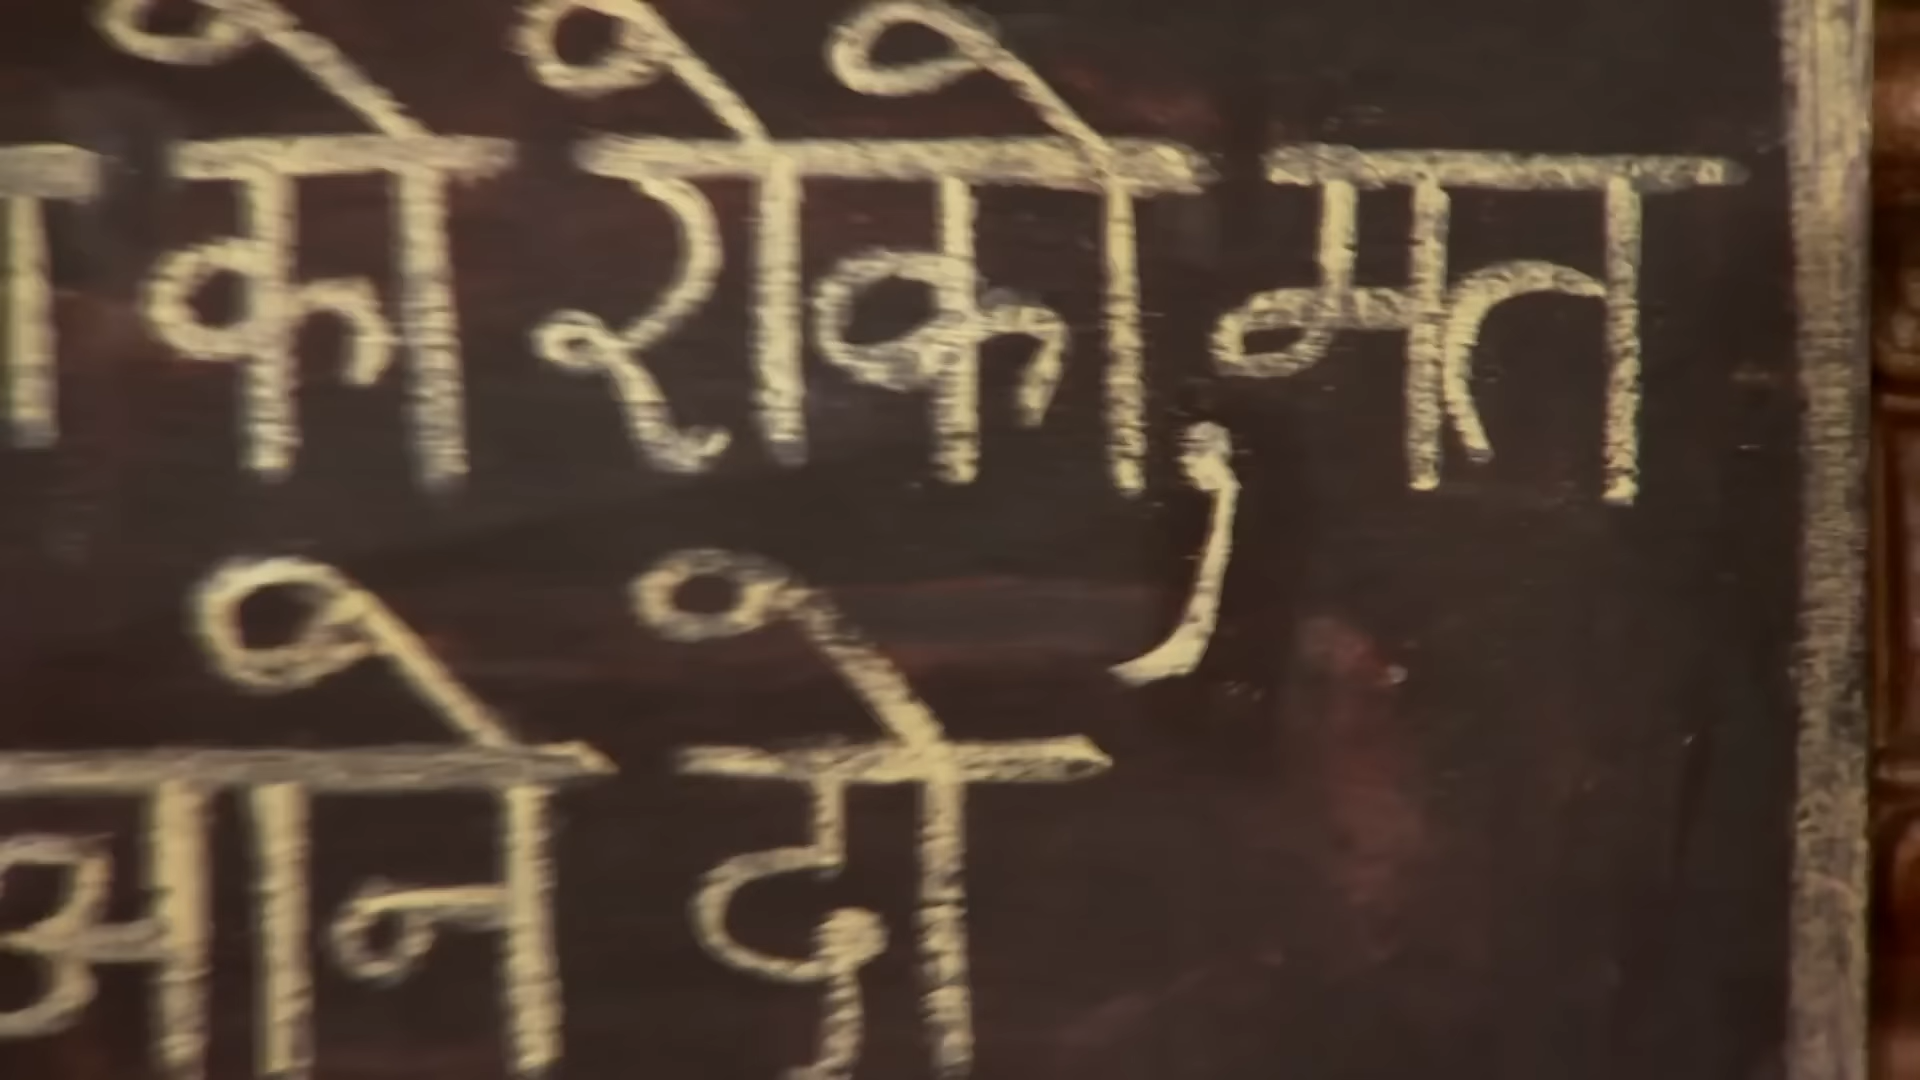 को रोको, मत
आने दो